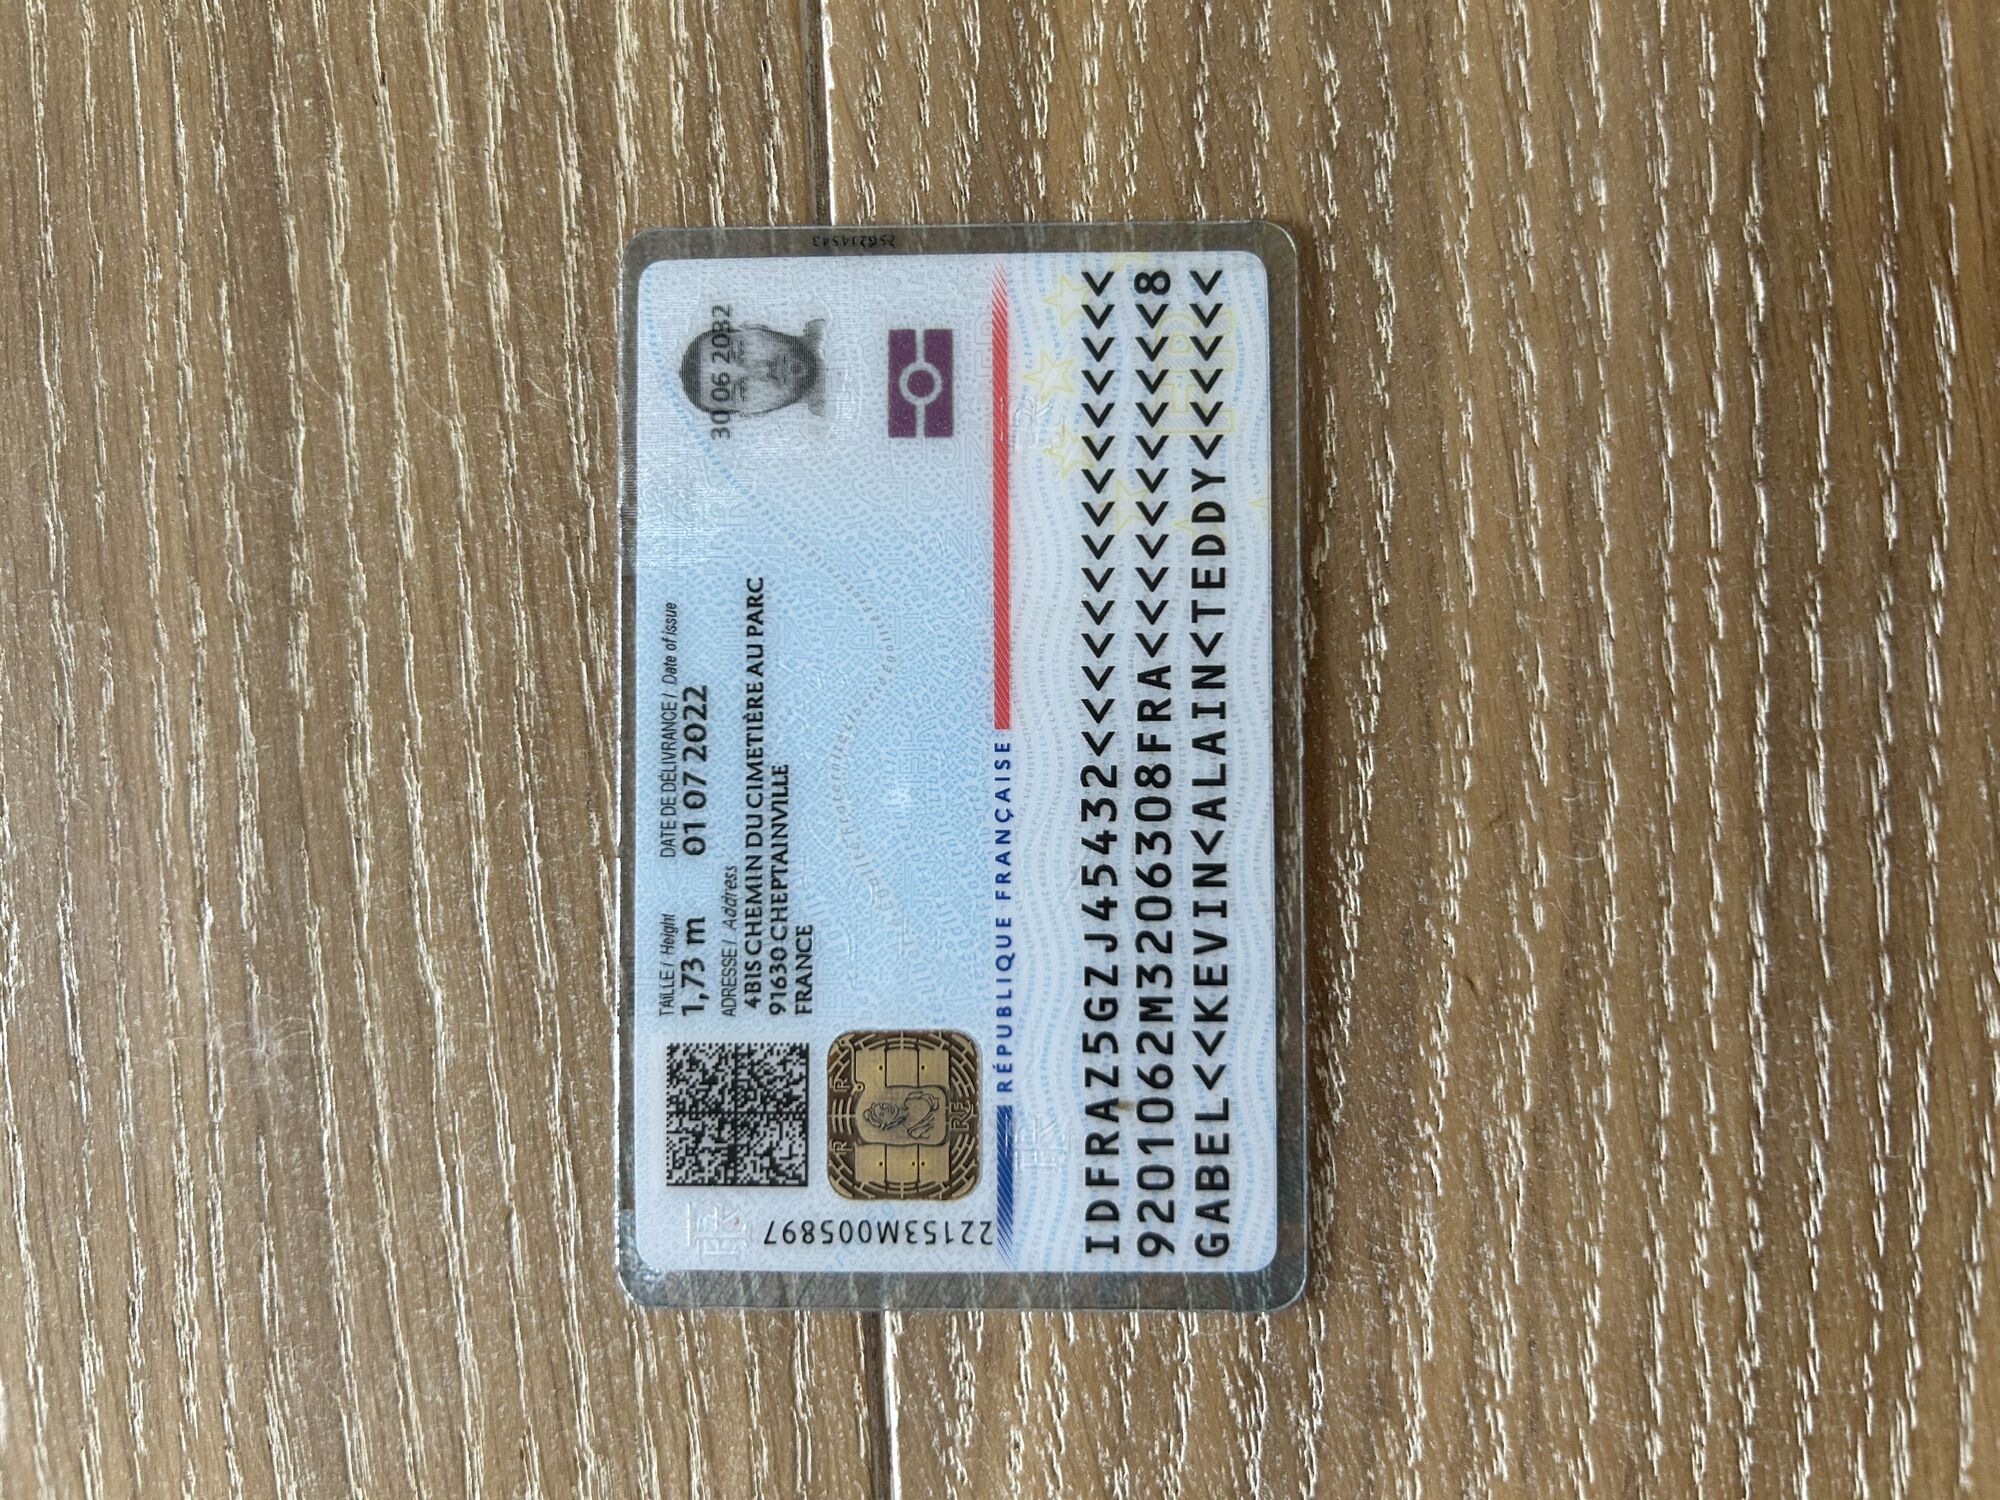 TAILLE / Height DATE DE DÉLIVRANCE / Date of issue
1,73 m 01 07 2022
ADRESSE / Address
4BIS CHEMIN DU CIMETIÈRE AU PARC
91630 CHEPTAINVILLE
FRANCE
30 06 2032
22153M005897
RÉPUBLIQUE FRANÇAISE
IDFRAZ5GZJ45432<<<<<<<<<<<<<<<
9201062M3206308FRA<<<<<<<<<<<8
GABEL<<KEVIN<ALAIN<TEDDY<<<<<<